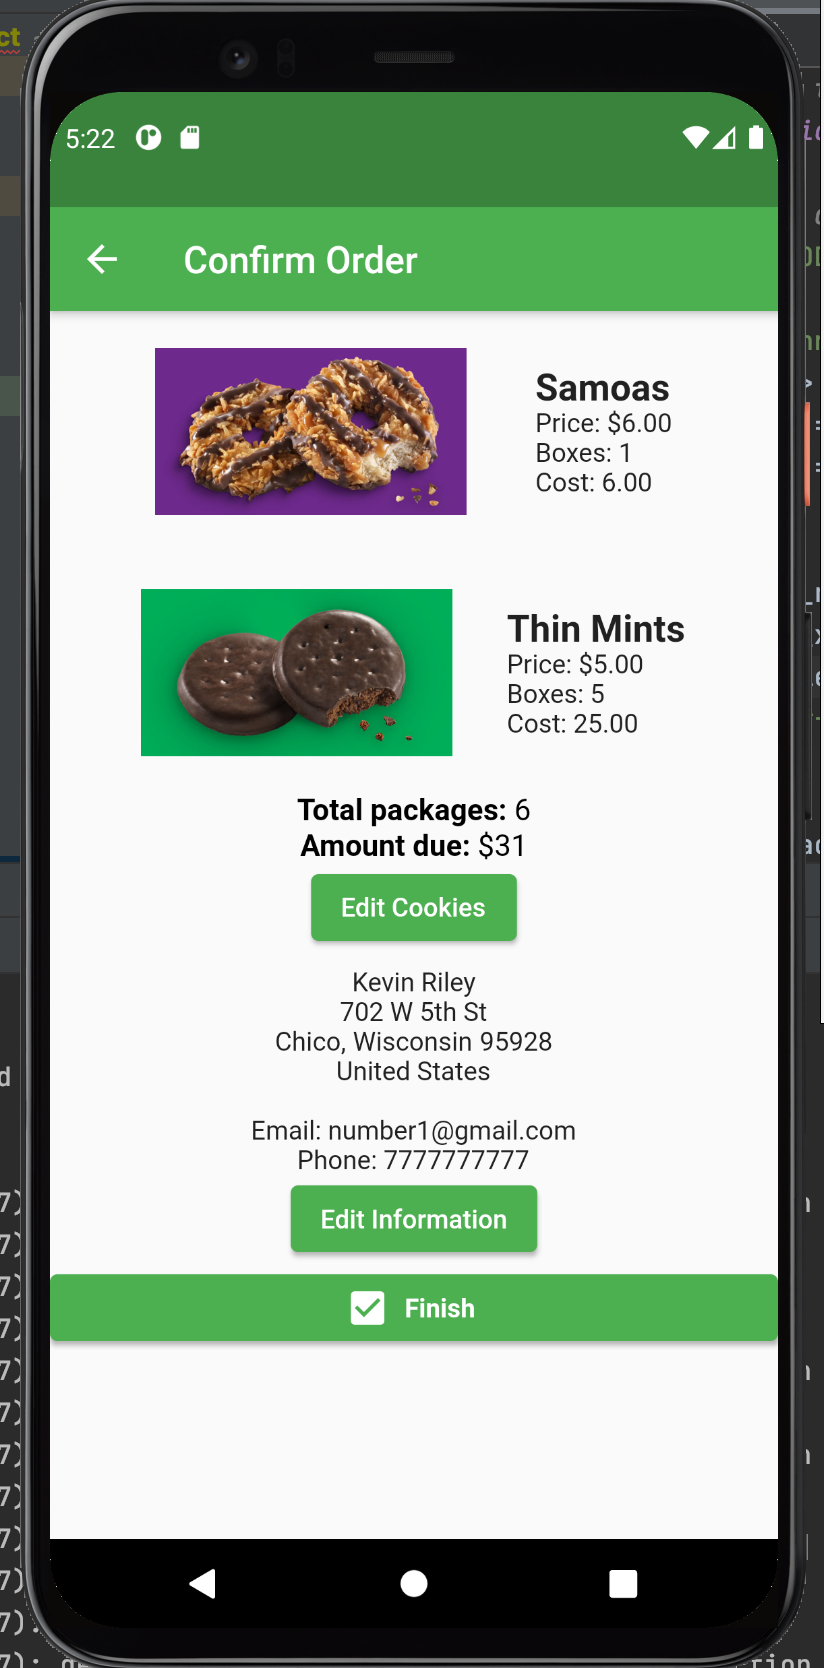 5:22
Confirm Order
Samoas
Price: $6.00
Boxes: 1
Cost: 6.00
Thin Mints
Price: $5.00
Boxes: 5
Cost: 25.00
Total packages: 6
Amount due: $31
Edit Cookies
Kevin Riley
702 W 5th St
Chico, Wisconsin 95928
United States
Email: number1@gmail.com
Phone: 7777777777
Edit Information
Finish